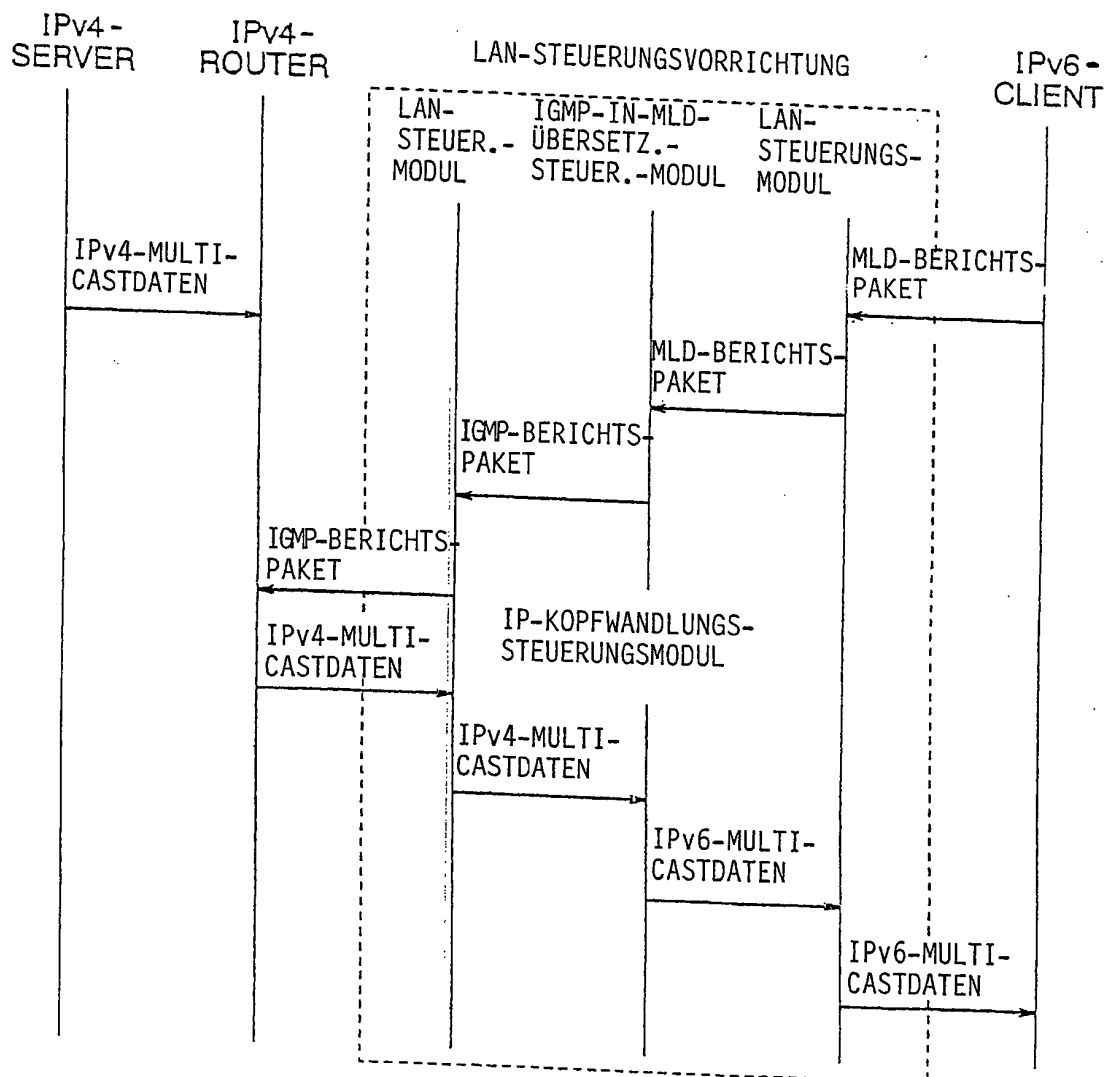 IPv4-
SERVER
IPv4-
ROUTER
LAN-STEUERUNGSVORRICHTUNG
IPv6-
CLIENT
LAN-
STEUER.-
MODUL
IGMP-IN-MLD-
ÜBERSETZ.-
STEUER.-MODUL
LAN-
STEUERUNGS-
MODUL
IPv4-MULTI-
CASTDATEN
MLD-BERICHTS-
PAKET
MLD-BERICHTS-
PAKET
IGMP-BERICHTS-
PAKET
IGMP-BERICHTS-
PAKET
IPv4-MULTI-
CASTDATEN
IP-KOPFWANDLUNGS-
STEUERUNGSMODUL
IPv4-MULTI-
CASTDATEN
IPv6-MULTI-
CASTDATEN
IPv6-MULTI-
CASTDATEN